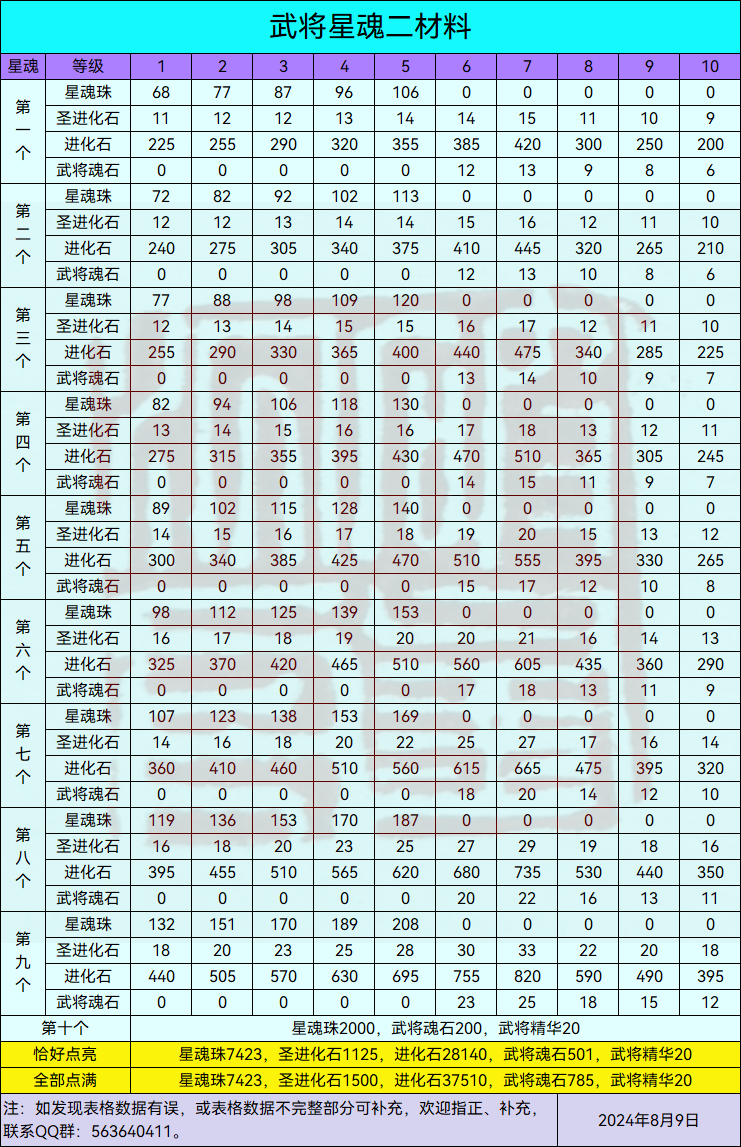 武将星魂二材料
星魂 等级 1 2 3 4 5 6 7 8 9 10
第一个 星魂珠 68 77 87 96 106 0 0 0 0 0
圣进化石 11 12 12 13 14 14 15 11 10 9
进化石 225 255 290 320 355 385 420 300 250 200
武将魂石 0 0 0 0 0 12 13 9 8 6
第二个 星魂珠 72 82 92 102 113 0 0 0 0 0
圣进化石 12 12 13 14 14 15 16 12 11 10
进化石 240 275 305 340 375 410 445 320 265 210
武将魂石 0 0 0 0 0 12 13 10 8 6
第三个 星魂珠 77 88 98 109 120 0 0 0 0 0
圣进化石 12 13 14 15 15 16 17 12 11 10
进化石 255 290 330 365 400 440 475 340 285 225
武将魂石 0 0 0 0 0 13 14 10 9 7
第四个 星魂珠 82 94 106 118 130 0 0 0 0 0
圣进化石 13 14 15 16 16 17 18 13 12 11
进化石 275 315 355 395 430 470 510 365 305 245
武将魂石 0 0 0 0 0 14 15 11 9 7
第五个 星魂珠 89 102 115 128 140 0 0 0 0 0
圣进化石 14 15 16 17 18 19 20 15 13 12
进化石 300 340 385 425 470 510 555 395 330 265
武将魂石 0 0 0 0 0 15 17 12 10 8
第六个 星魂珠 98 112 125 139 153 0 0 0 0 0
圣进化石 16 17 18 19 20 20 21 16 14 13
进化石 325 370 420 465 510 560 605 435 360 290
武将魂石 0 0 0 0 0 17 18 13 11 9
第七个 星魂珠 107 123 138 153 169 0 0 0 0 0
圣进化石 14 16 18 20 22 25 27 17 16 14
进化石 360 410 460 510 560 615 665 475 395 320
武将魂石 0 0 0 0 0 18 20 14 12 10
第八个 星魂珠 119 136 153 170 187 0 0 0 0 0
圣进化石 16 18 20 23 25 27 29 19 18 16
进化石 395 455 510 565 620 680 735 530 440 350
武将魂石 0 0 0 0 0 20 22 16 13 11
第九个 星魂珠 132 151 170 189 208 0 0 0 0 0
圣进化石 18 20 23 25 28 30 33 22 20 18
进化石 440 505 570 630 695 755 820 590 490 395
武将魂石 0 0 0 0 0 23 25 18 15 12
第十个 星魂珠2000，武将魂石200，武将精华20
恰好点亮 星魂珠7423，圣进化石1125，进化石28140，武将魂石501，武将精华20
全部点满 星魂珠7423，圣进化石1500，进化石37510，武将魂石785，武将精华20
注：如发现表格数据有误，或表格数据不完整部分可补充，欢迎指正、补充，
联系QQ群：563640411。
2024年8月9日